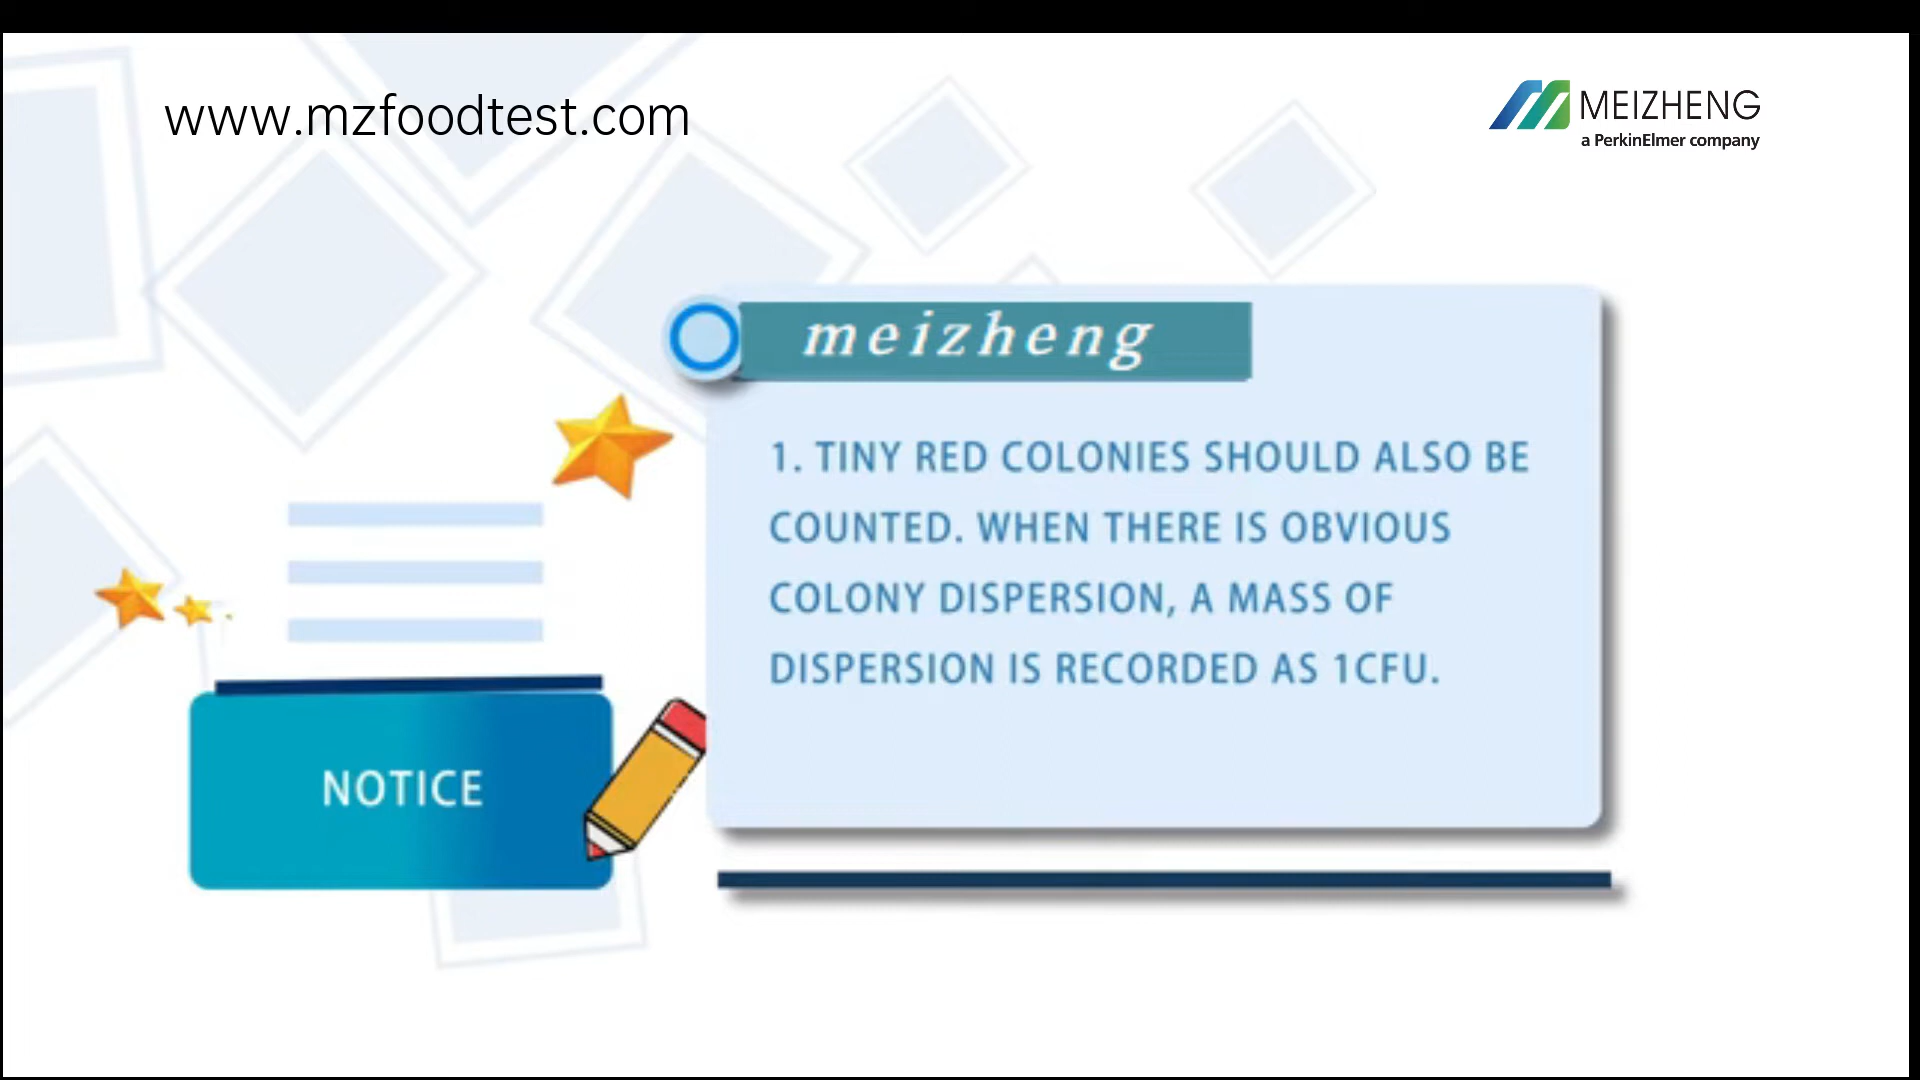 www.mzfoodtest.com
MEIZHENG
a PerkinElmer company
meizheng
1. TINY RED COLONIES SHOULD ALSO BE
COUNTED. WHEN THERE IS OBVIOUS
COLONY DISPERSION, A MASS OF
DISPERSION IS RECORDED AS 1CFU.
NOTICE